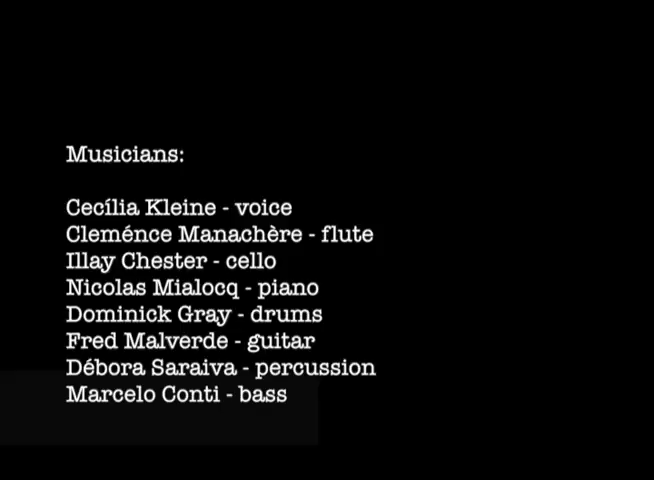 Musicians:
Cecília Kleine - voice
Cleménce Manachère - flute
Illay Chester - cello
Nicolas Mialocq - piano
Dominick Gray - drums
Fred Malverde - guitar
Débora Saraiva - percussion
Marcelo Conti - bass